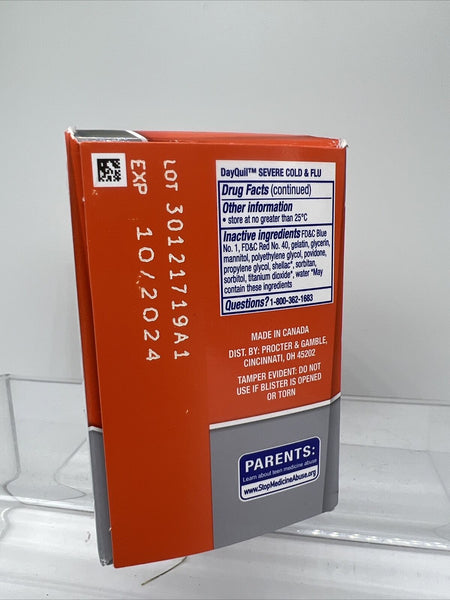 LOT 30121719A1
EXP 10/2024
DayQuil™ SEVERE COLD & FLU
Drug Facts (continued)
Other information
• store at no greater than 25°C
Inactive ingredients FD&C Blue
No. 1, FD&C Red No. 40, gelatin, glycerin,
mannitol, polyethylene glycol, povidone,
propylene glycol, shellac*, sorbitan,
sorbitol, titanium dioxide*, water *May
contain these ingredients
Questions? 1-800-362-1683
MADE IN CANADA
DIST. BY: PROCTER & GAMBLE,
CINCINNATI, OH 45202
TAMPER EVIDENT: DO NOT
USE IF BLISTER IS OPENED
OR TORN
PARENTS:
Learn about teen medicine abuse
www.StopMedicineAbuse.org